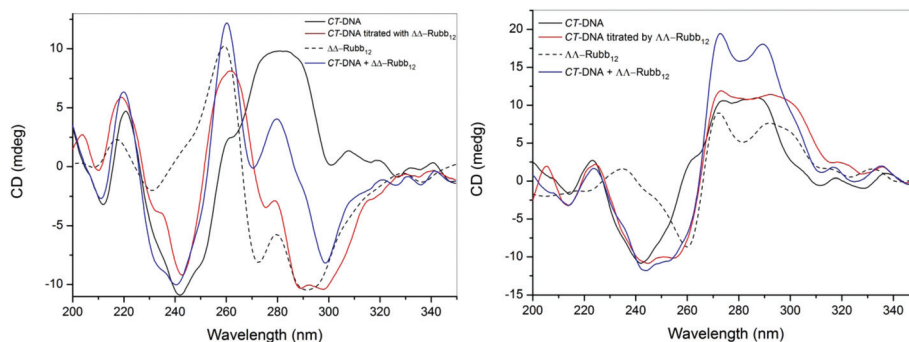 CT-DNA
CT-DNA titrated with ΔΔ–Rubb₁₂
ΔΔ–Rubb₁₂
CT-DNA + ΔΔ–Rubb₁₂
10
5
0
-5
-10
CD (mdeg)
200 220 240 260 280 300 320 340
Wavelength (nm)
CT-DNA
CT-DNA titrated by ΛΛ–Rubb₁₂
ΛΛ–Rubb₁₂
CT-DNA + ΛΛ–Rubb₁₂
25
20
15
10
5
0
-5
-10
-15
CD (medg)
200 220 240 260 280 300 320 340
Wavelength (nm)